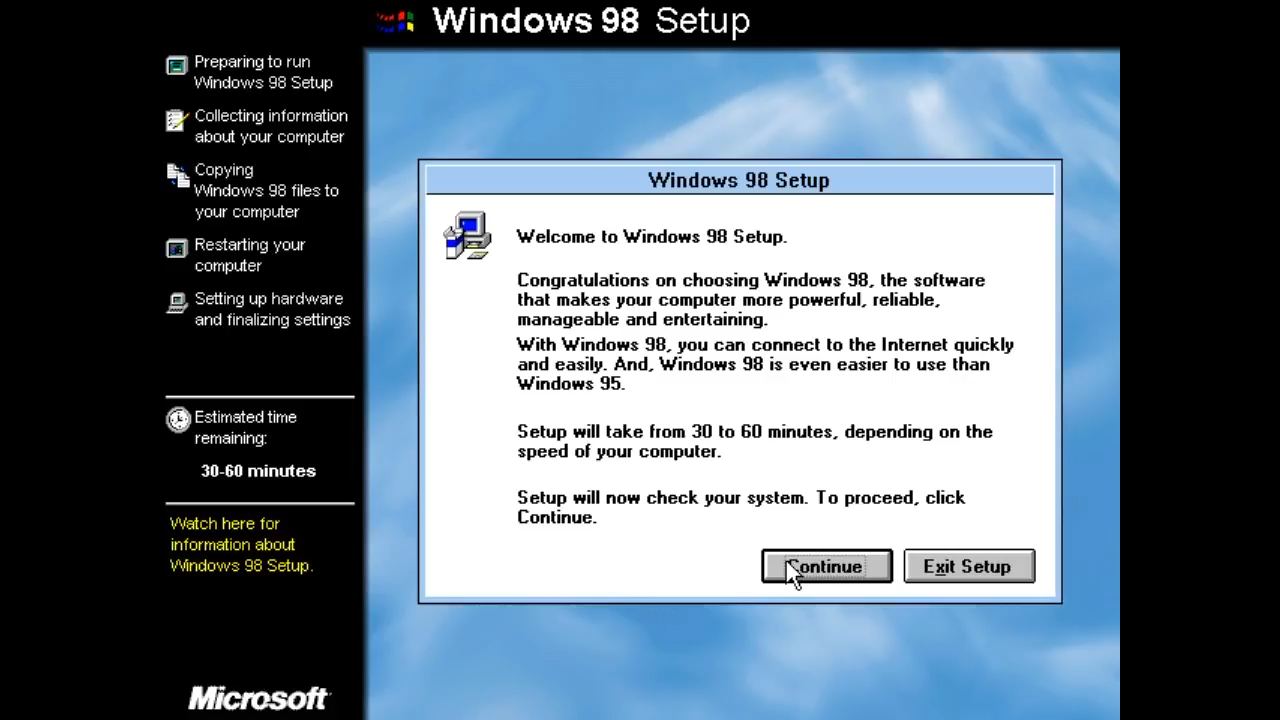 Windows 98 Setup
Preparing to run
Windows 98 Setup
Collecting information
about your computer
Copying
Windows 98 files to
your computer
Restarting your
computer
Setting up hardware
and finalizing settings
Estimated time
remaining:
30-60 minutes
Watch here for
information about
Windows 98 Setup.
Microsoft
Windows 98 Setup
Welcome to Windows 98 Setup.
Congratulations on choosing Windows 98, the software
that makes your computer more powerful, reliable,
manageable and entertaining.
With Windows 98, you can connect to the Internet quickly
and easily. And, Windows 98 is even easier to use than
Windows 95.
Setup will take from 30 to 60 minutes, depending on the
speed of your computer.
Setup will now check your system. To proceed, click
Continue.
Continue
Exit Setup